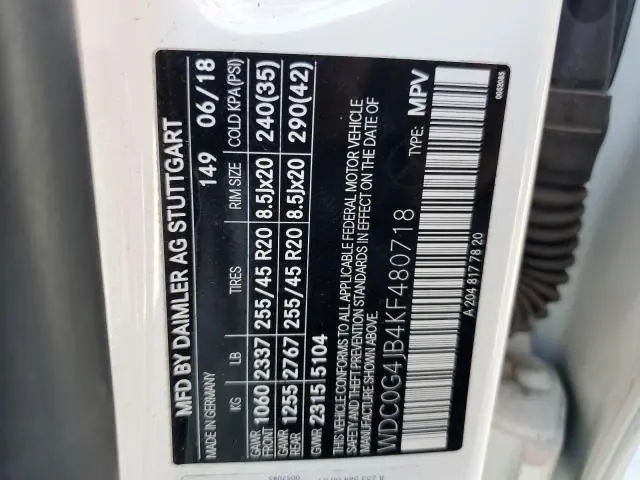 MFD BY DAIMLER AG STUTTGART
MADE IN GERMANY 149 06/18
KG LB TIRES RIM SIZE COLD KPA(PSI)
GAWR FRONT 1060 2337 255/45 R20 8.5Jx20 240(35)
GAWR REAR 1255 2767 255/45 R20 8.5Jx20 290(42)
GVWR 2315 5104
THIS VEHICLE CONFORMS TO ALL APPLICABLE FEDERAL MOTOR VEHICLE
SAFETY AND THEFT PREVENTION STANDARDS IN EFFECT ON THE DATE OF
MANUFACTURE SHOWN ABOVE.
WDC0G4JB4KF480718 TYPE: MPV
A 204 817 78 20 0052085